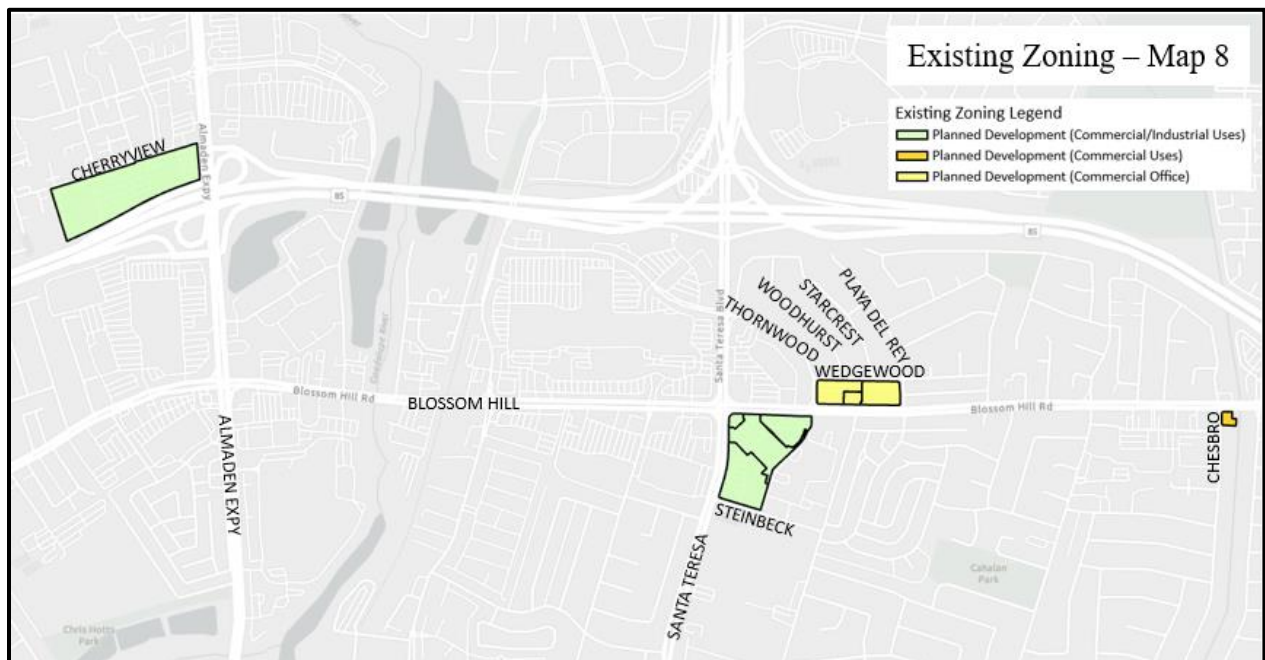 Existing Zoning – Map 8
Existing Zoning Legend
Planned Development (Commercial/Industrial Uses)
Planned Development (Commercial Uses)
Planned Development (Commercial Office)
CHERRYVIEW
Almaden Expy
85
85
Santa Teresa Blvd
PLAYA DEL REY
STARCREST
WOODHURST
THORNWOOD
WEDGEWOOD
Guadalupe River
Blossom Hill Rd
BLOSSOM HILL
Blossom Hill Rd
CHESBRO
ALMADEN EXPY
STEINBECK
SANTA TERESA
Cahalan
Park
Chris Hotts
Park